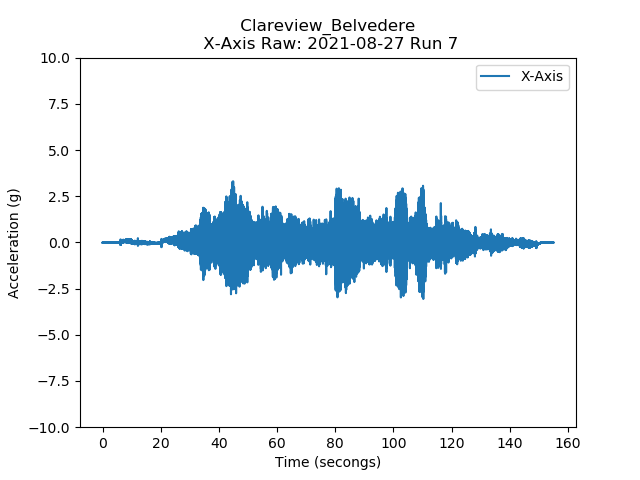 Clareview_Belvedere
X-Axis Raw: 2021-08-27 Run 7
X-Axis
10.0
7.5
5.0
2.5
0.0
−2.5
−5.0
−7.5
−10.0
Acceleration (g)
0 20 40 60 80 100 120 140 160
Time (secongs)